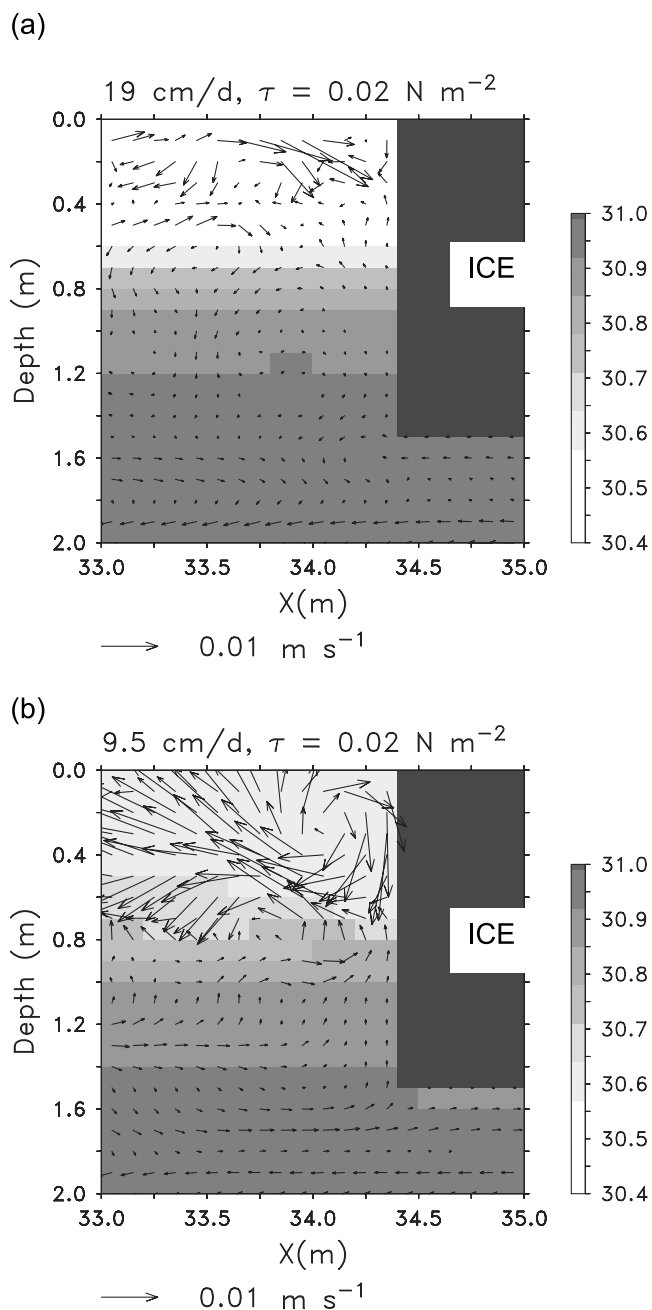 (a)
19 cm/d, τ = 0.02 N m⁻²
0.0
0.4
0.8
1.2
1.6
2.0
Depth (m)
ICE
31.0
30.9
30.8
30.7
30.6
30.5
30.4
33.0 33.5 34.0 34.5 35.0
X(m)
0.01 m s⁻¹
(b)
9.5 cm/d, τ = 0.02 N m⁻²
0.0
0.4
0.8
1.2
1.6
2.0
Depth (m)
ICE
31.0
30.9
30.8
30.7
30.6
30.5
30.4
33.0 33.5 34.0 34.5 35.0
X(m)
0.01 m s⁻¹